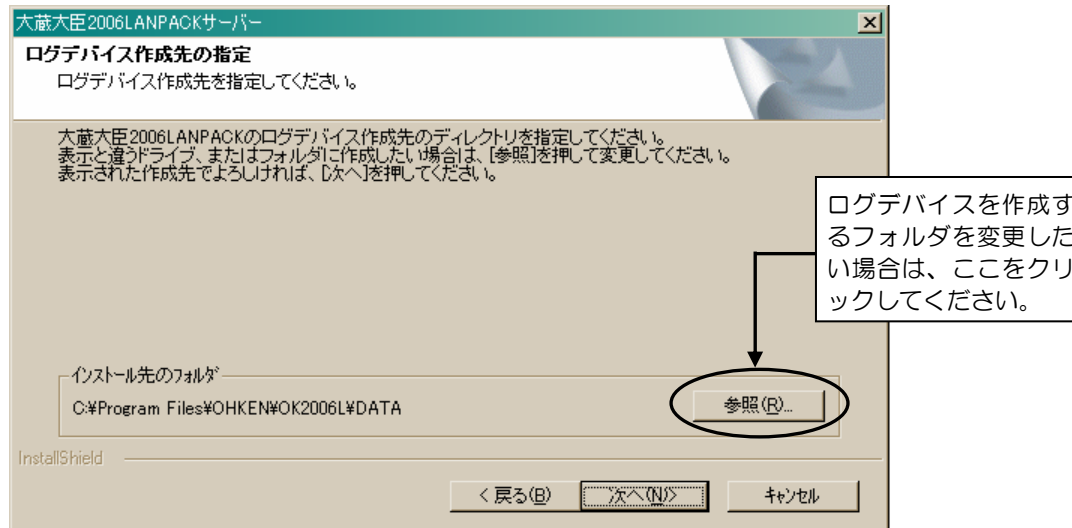 大蔵大臣2006LANPACKサーバー
ログデバイス作成先の指定
ログデバイス作成先を指定してください。
大蔵大臣2006LANPACKのログデバイス作成先のディレクトリを指定してください。
表示と違うドライブ、またはフォルダに作成したい場合は、[参照]を押して変更してください。
表示された作成先でよろしければ、[次へ]を押してください。
ログデバイスを作成す
るフォルダを変更した
い場合は、ここをクリ
ックしてください。
インストール先のフォルダ
C:¥Program Files¥OHKEN¥OK2006L¥DATA
参照(R)...
InstallShield
< 戻る(B)
次へ(N)>
キャンセル